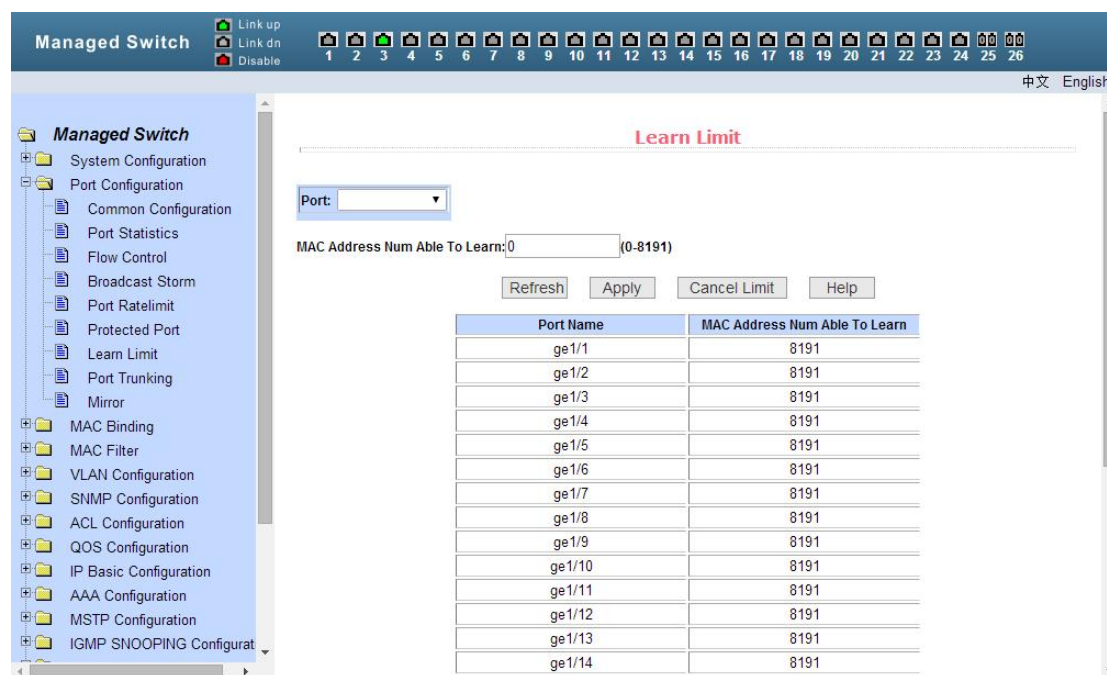 Managed Switch
Link up
Link dn
Disable
1 2 3 4 5 6 7 8 9 10 11 12 13 14 15 16 17 18 19 20 21 22 23 24 25 26
中文 English
Managed Switch
System Configuration
Port Configuration
Common Configuration
Port Statistics
Flow Control
Broadcast Storm
Port Ratelimit
Protected Port
Learn Limit
Port Trunking
Mirror
MAC Binding
MAC Filter
VLAN Configuration
SNMP Configuration
ACL Configuration
QOS Configuration
IP Basic Configuration
AAA Configuration
MSTP Configuration
IGMP SNOOPING Configurat
Learn Limit
Port:
MAC Address Num Able To Learn: 0 (0-8191)
Refresh Apply Cancel Limit Help
Port Name MAC Address Num Able To Learn
ge1/1 8191
ge1/2 8191
ge1/3 8191
ge1/4 8191
ge1/5 8191
ge1/6 8191
ge1/7 8191
ge1/8 8191
ge1/9 8191
ge1/10 8191
ge1/11 8191
ge1/12 8191
ge1/13 8191
ge1/14 8191